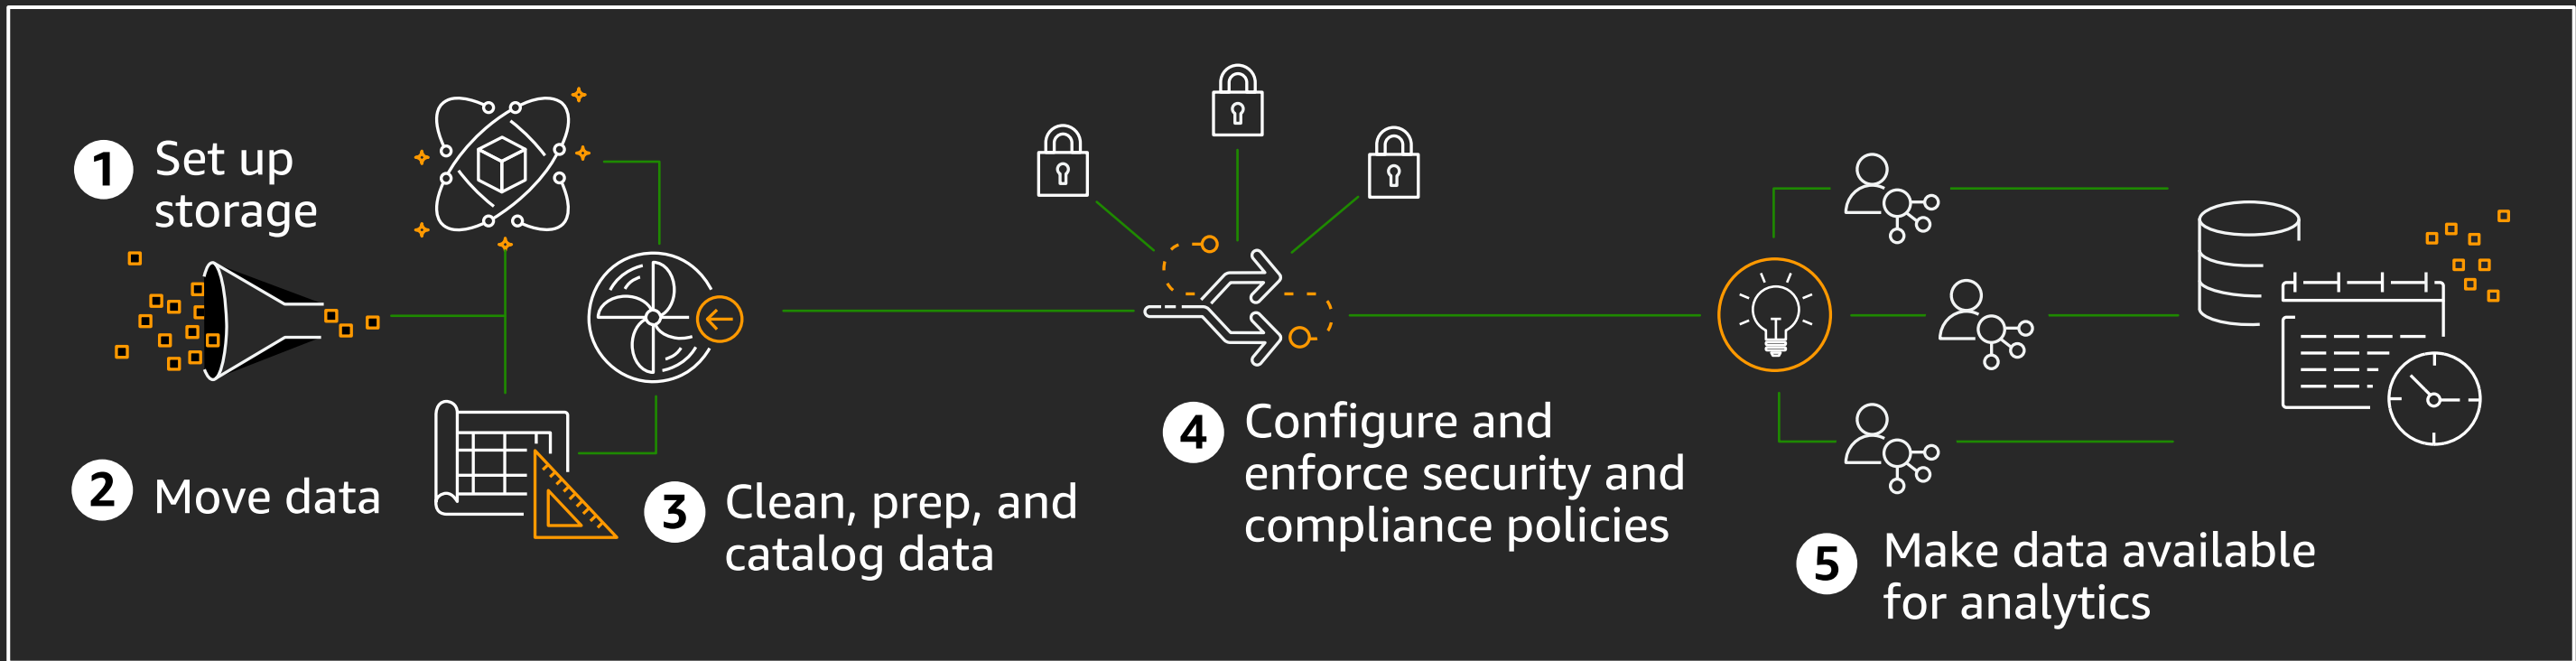 1 Set up
storage
2 Move data
3 Clean, prep, and
catalog data
4 Configure and
enforce security and
compliance policies
5 Make data available
for analytics